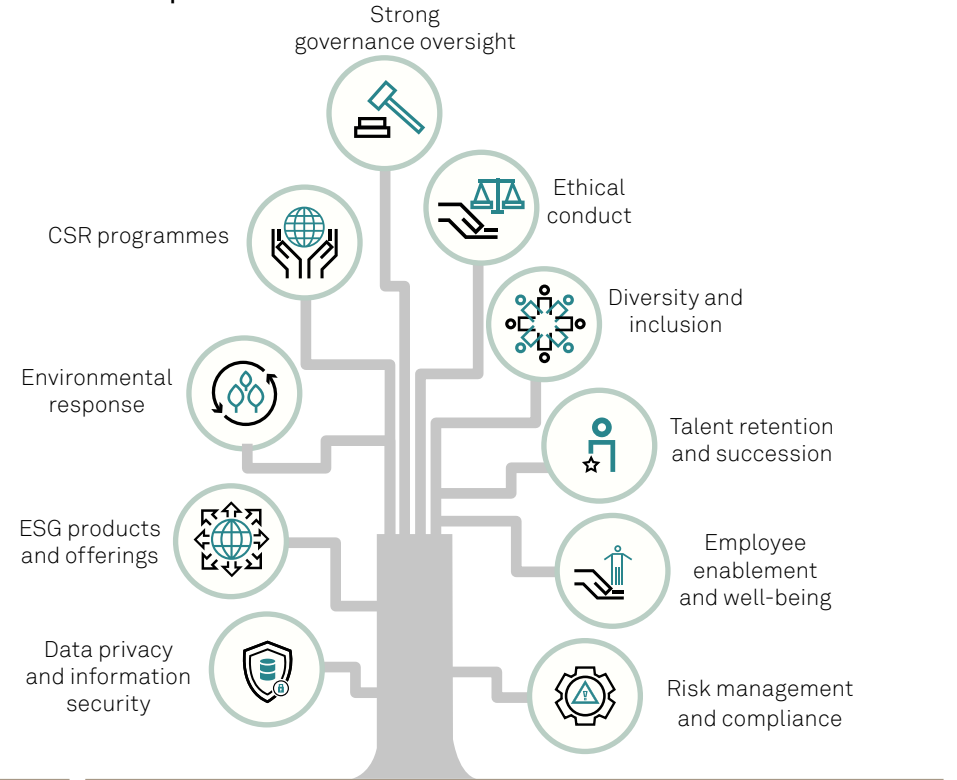 Strong
governance oversight
Ethical
conduct
CSR programmes
Diversity and
inclusion
Environmental
response
Talent retention
and succession
ESG products
and offerings
Employee
enablement
and well-being
Data privacy
and information
security
Risk management
and compliance